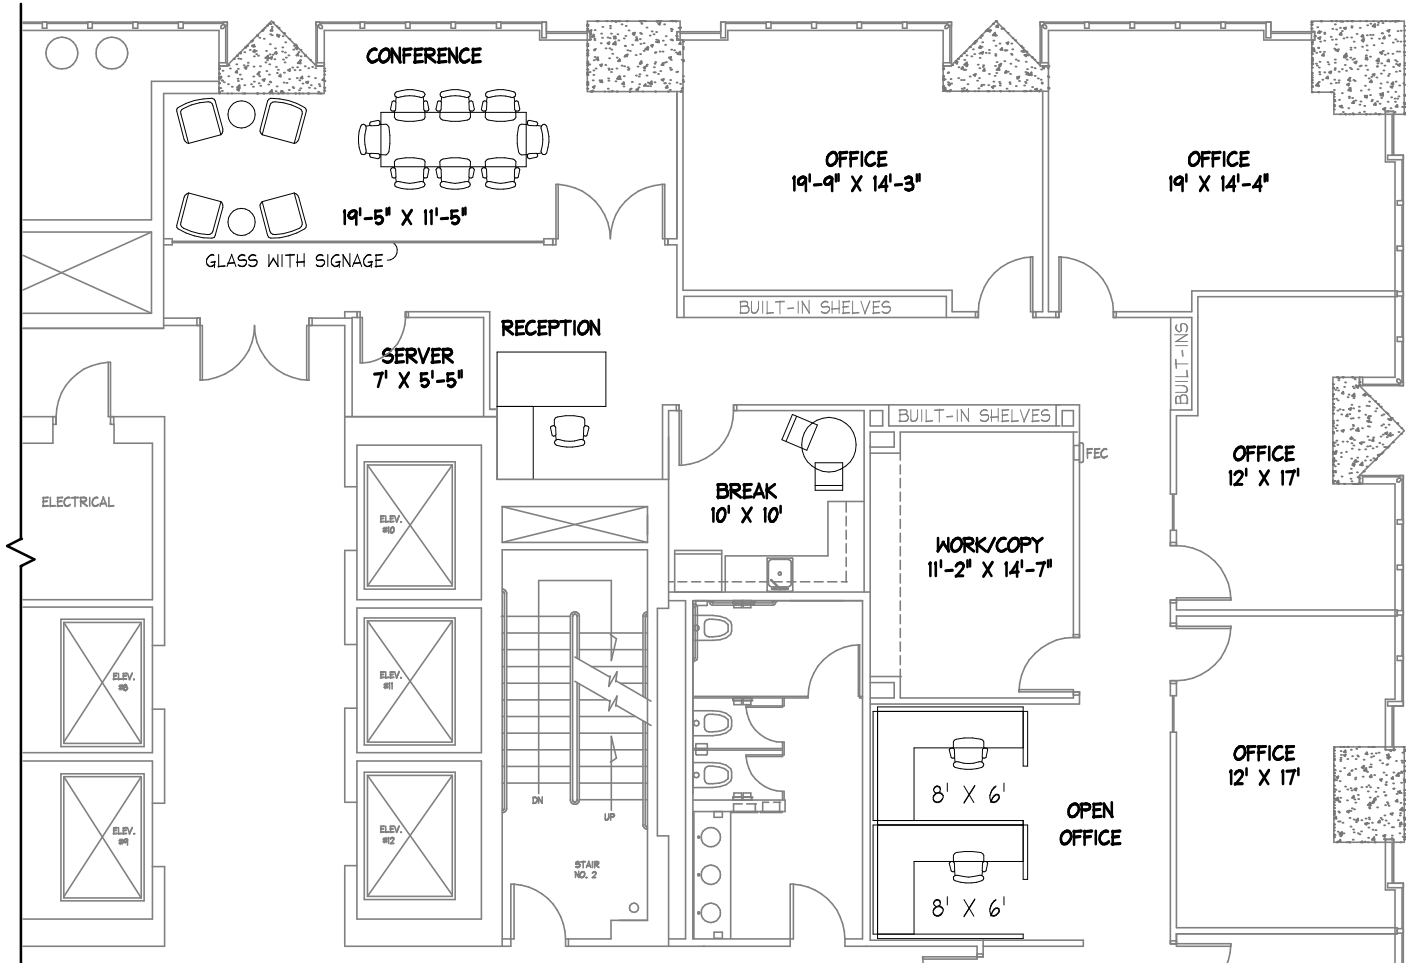 CONFERENCE
19'-5" X 11'-5"
GLASS WITH SIGNAGE
OFFICE
19'-9" X 14'-3"
OFFICE
19' X 14'-4"
BUILT-IN SHELVES
RECEPTION
SERVER
7' X 5'-5"
BUILT-INS
BUILT-IN SHELVES
FEC
OFFICE
12' X 17'
ELECTRICAL
ELEV.
#10
BREAK
10' X 10'
WORK/COPY
11'-2" X 14'-7"
ELEV.
#8
ELEV.
#11
OFFICE
12' X 17'
8' X 6'
DN
UP
OPEN
OFFICE
ELEV.
#9
ELEV.
#12
STAIR
NO. 2
8' X 6'